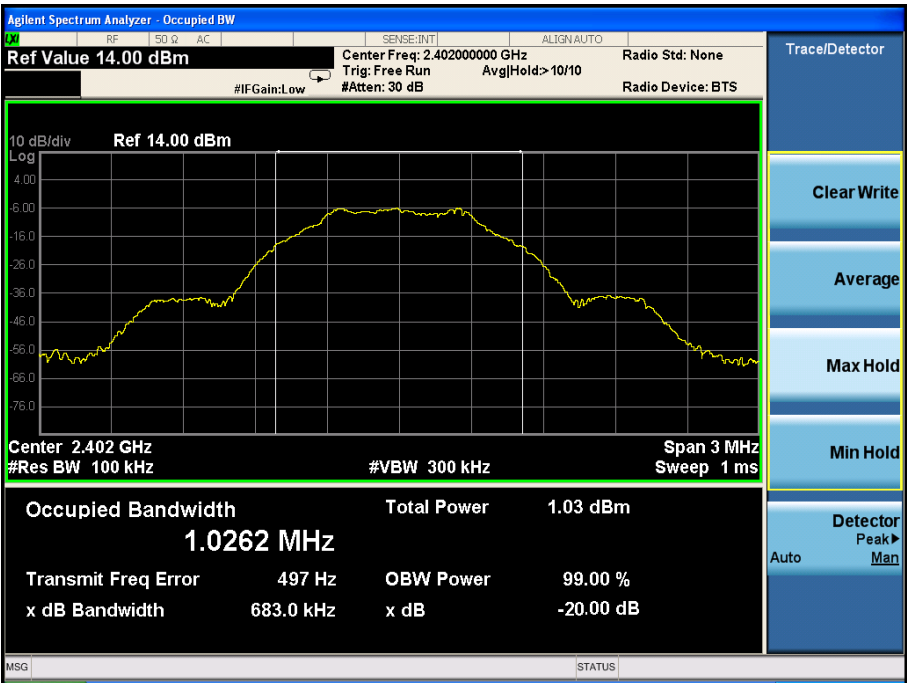 Agilent Spectrum Analyzer - Occupied BW
LXI RF 50 Ω AC SENSE:INT ALIGN AUTO
Ref Value 14.00 dBm
Center Freq: 2.402000000 GHz
Radio Std: None
Trig: Free Run Avg|Hold:> 10/10
#IFGain:Low #Atten: 30 dB Radio Device: BTS
10 dB/div Ref 14.00 dBm
Log
4.00
-6.00
-16.0
-26.0
-36.0
-46.0
-56.0
-66.0
-76.0
Center 2.402 GHz Span 3 MHz
#Res BW 100 kHz #VBW 300 kHz Sweep 1 ms
Occupied Bandwidth Total Power 1.03 dBm
1.0262 MHz
Transmit Freq Error 497 Hz OBW Power 99.00 %
x dB Bandwidth 683.0 kHz x dB -20.00 dB
MSG STATUS
Trace/Detector
Clear Write
Average
Max Hold
Min Hold
Detector
Peak▶
Auto Man